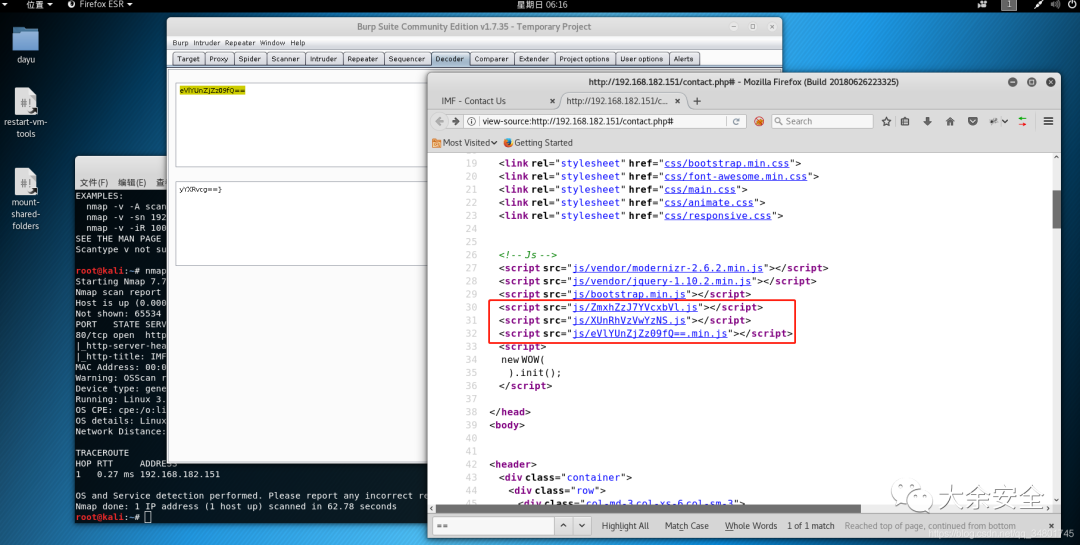 位置
Firefox ESR
星期日 06:16
1
dayu
restart-vm-
tools
mount-
shared-
folders
Burp Suite Community Edition v1.7.35 - Temporary Project
Burp Intruder Repeater Window Help
Target Proxy Spider Scanner Intruder Repeater Sequencer Decoder Comparer Extender Project options User options Alerts
eVlYUnZjZz09fQ==
yYXRvcg==}
文件(F) 编辑(E)
EXAMPLES:
nmap -v -A scan
nmap -v -sn 192
nmap -v -iR 100
SEE THE MAN PAGE
Scantype v not su
root@kali:~# nmap
Starting Nmap 7.7
Nmap scan report
Host is up (0.000
Not shown: 65534
PORT STATE SERV
80/tcp open http
|_http-server-hea
|_http-title: IMF
MAC Address: 00:0
Warning: OSScan r
Device type: gene
Running: Linux 3.
OS CPE: cpe:/o:li
OS details: Linux
Network Distance:
TRACEROUTE
HOP RTT ADDRESS
1 0.27 ms 192.168.182.151
OS and Service detection performed. Please report any incorrect re
Nmap done: 1 IP address (1 host up) scanned in 62.78 seconds
root@kali:~#
http://192.168.182.151/contact.php# - Mozilla Firefox (Build 20180626223325)
IMF - Contact Us
http://192.168.182.151/c...
view-source:http://192.168.182.151/contact.php#
Search
Most Visited Getting Started
19 <link rel="stylesheet" href="css/bootstrap.min.css">
20 <link rel="stylesheet" href="css/font-awesome.min.css">
21 <link rel="stylesheet" href="css/main.css">
22 <link rel="stylesheet" href="css/animate.css">
23 <link rel="stylesheet" href="css/responsive.css">
24
25
26 <!-- Js -->
27 <script src="js/vendor/modernizr-2.6.2.min.js"></script>
28 <script src="js/vendor/jquery-1.10.2.min.js"></script>
29 <script src="js/bootstrap.min.js"></script>
30 <script src="js/ZmxhZzJ7YVcxbVl.js"></script>
31 <script src="js/XUnRhVzVwYzNS.js"></script>
32 <script src="js/eVlYUnZjZz09fQ==.min.js"></script>
33 <script>
34 new WOW(
35 ).init();
36 </script>
37
38 </head>
39 <body>
40
41
42 <header>
43 <div class="container">
44 <div class="row">
45 <div class="col-md-3 col-xs-6 col-sm-3">
==
Highlight All Match Case Whole Words 1 of 1 match Reached top of page, continued from bottom
大余安全